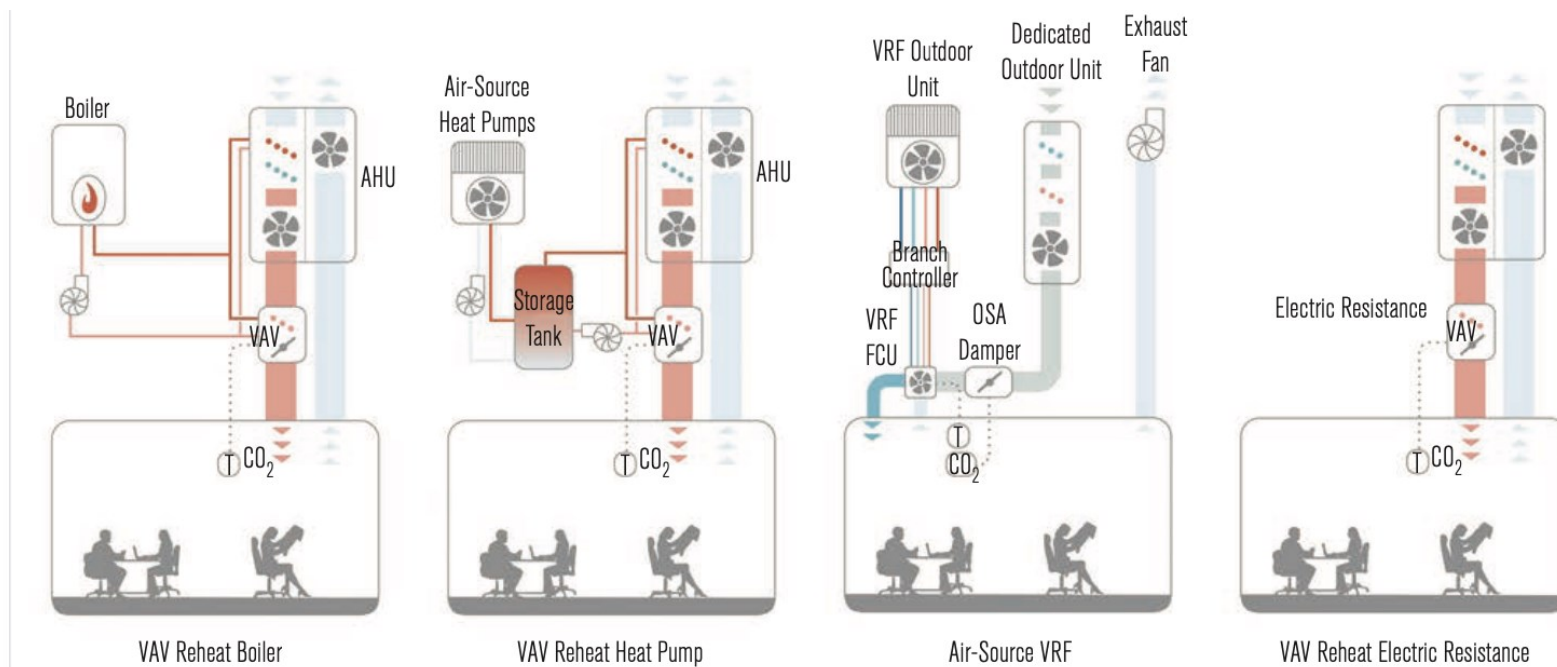 Boiler
AHU
VAV
T CO₂
VAV Reheat Boiler
Air-Source
Heat Pumps
AHU
Storage
Tank
VAV
T CO₂
VAV Reheat Heat Pump
VRF Outdoor
Unit
Dedicated
Outdoor Unit
Exhaust
Fan
Branch
Controller
VRF
FCU
OSA
Damper
T
CO₂
Air-Source VRF
Electric Resistance
VAV
T CO₂
VAV Reheat Electric Resistance